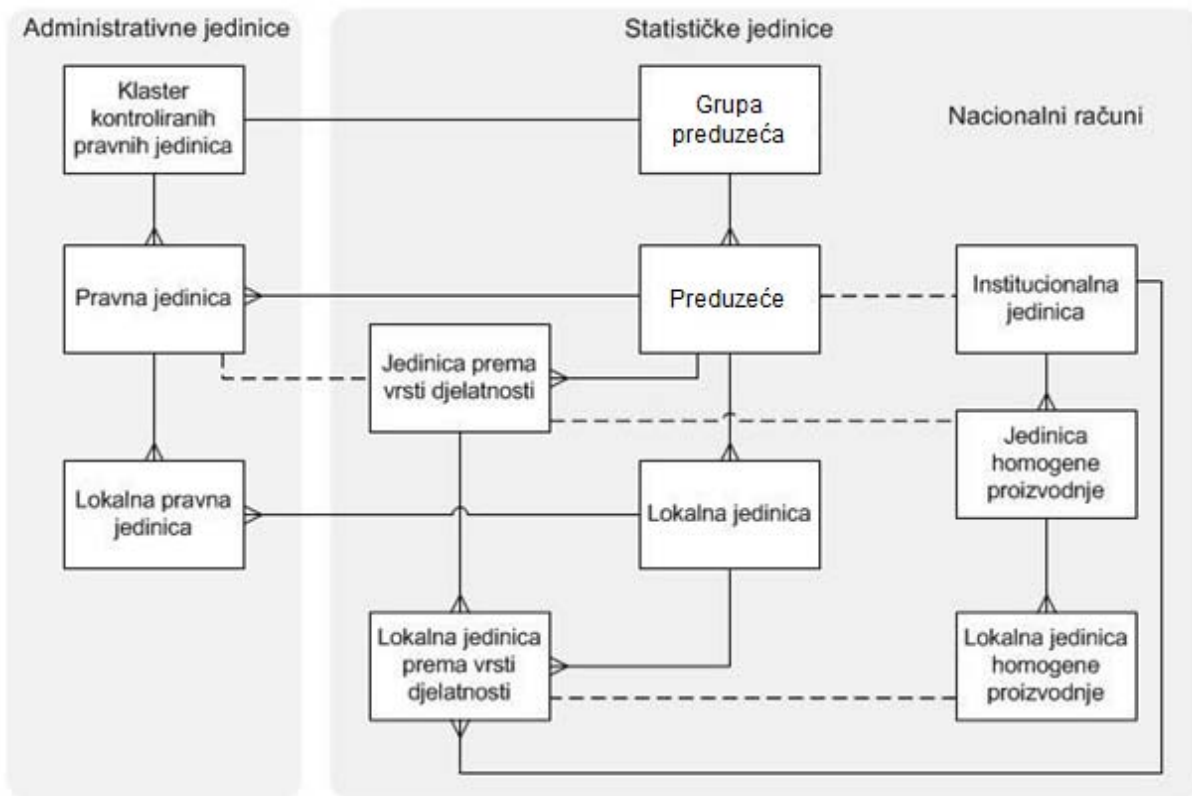 Administrativne jedinice
Statističke jedinice
Klaster
kontroliranih
pravnih jedinica
Grupa
preduzeća
Nacionalni računi
Pravna jedinica
Preduzeće
Institucionalna
jedinica
Jedinica prema
vrsti djelatnosti
Jedinica
homogene
proizvodnje
Lokalna pravna
jedinica
Lokalna jedinica
Lokalna jedinica
prema vrsti
djelatnosti
Lokalna jedinica
homogene
proizvodnje